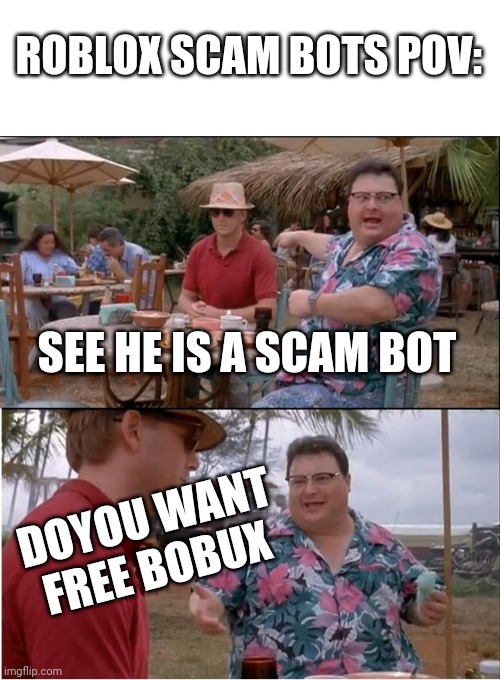 ROBLOX SCAM BOTS POV:
SEE HE IS A SCAM BOT
DOYOU WANT
FREE BOBUX
imgflip.com